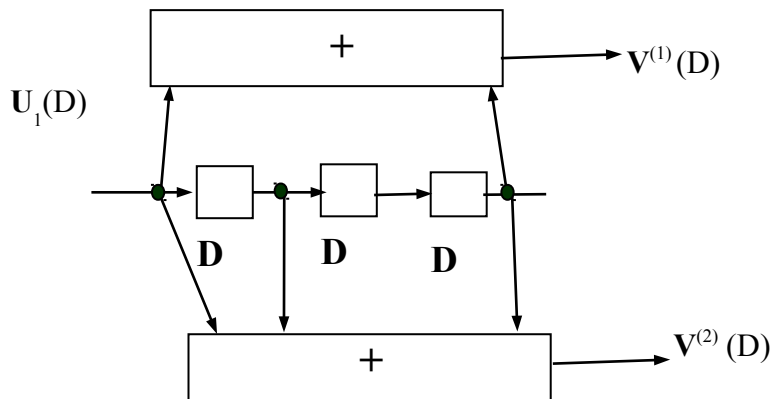 +
V⁽¹⁾(D)
U₁(D)
D D D
+
V⁽²⁾ (D)